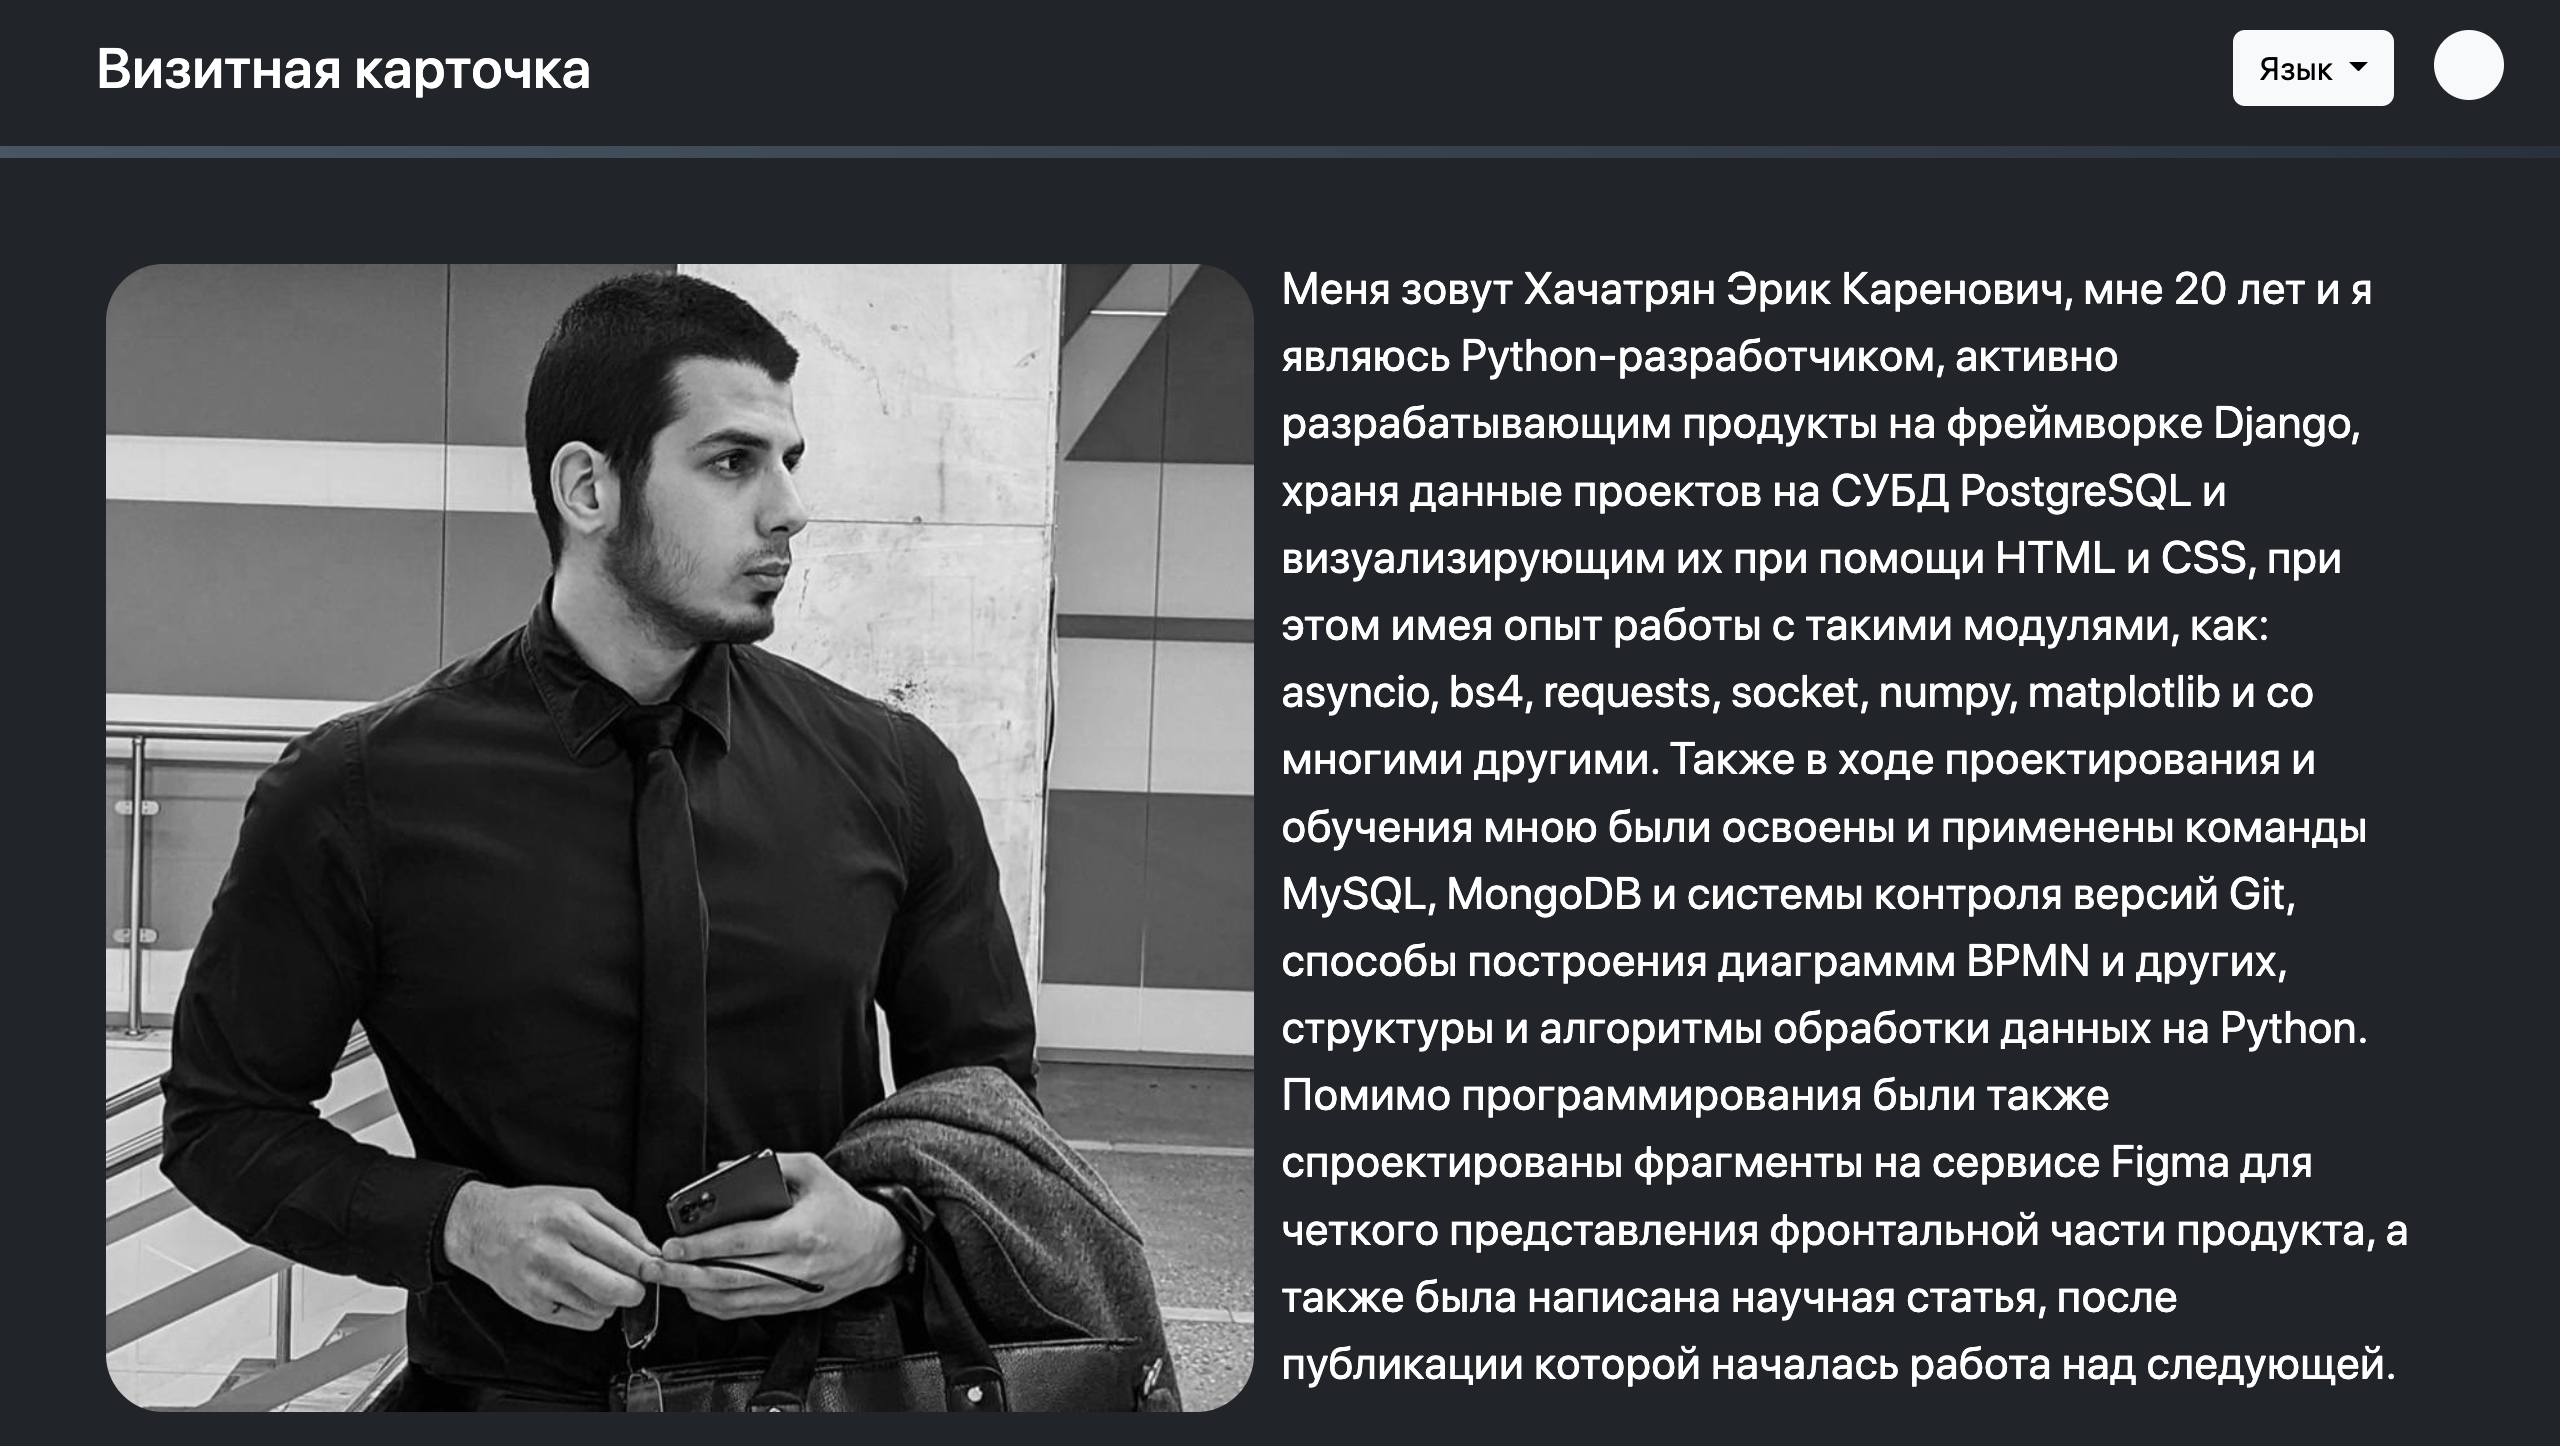 Визитная карточка
Язык
Меня зовут Хачатрян Эрик Каренович, мне 20 лет и я
являюсь Python-разработчиком, активно
разрабатывающим продукты на фреймворке Django,
храня данные проектов на СУБД PostgreSQL и
визуализирующим их при помощи HTML и CSS, при
этом имея опыт работы с такими модулями, как:
asyncio, bs4, requests, socket, numpy, matplotlib и со
многими другими. Также в ходе проектирования и
обучения мною были освоены и применены команды
MySQL, MongoDB и системы контроля версий Git,
способы построения диаграммм BPMN и других,
структуры и алгоритмы обработки данных на Python.
Помимо программирования были также
спроектированы фрагменты на сервисе Figma для
четкого представления фронтальной части продукта, а
также была написана научная статья, после
публикации которой началась работа над следующей.